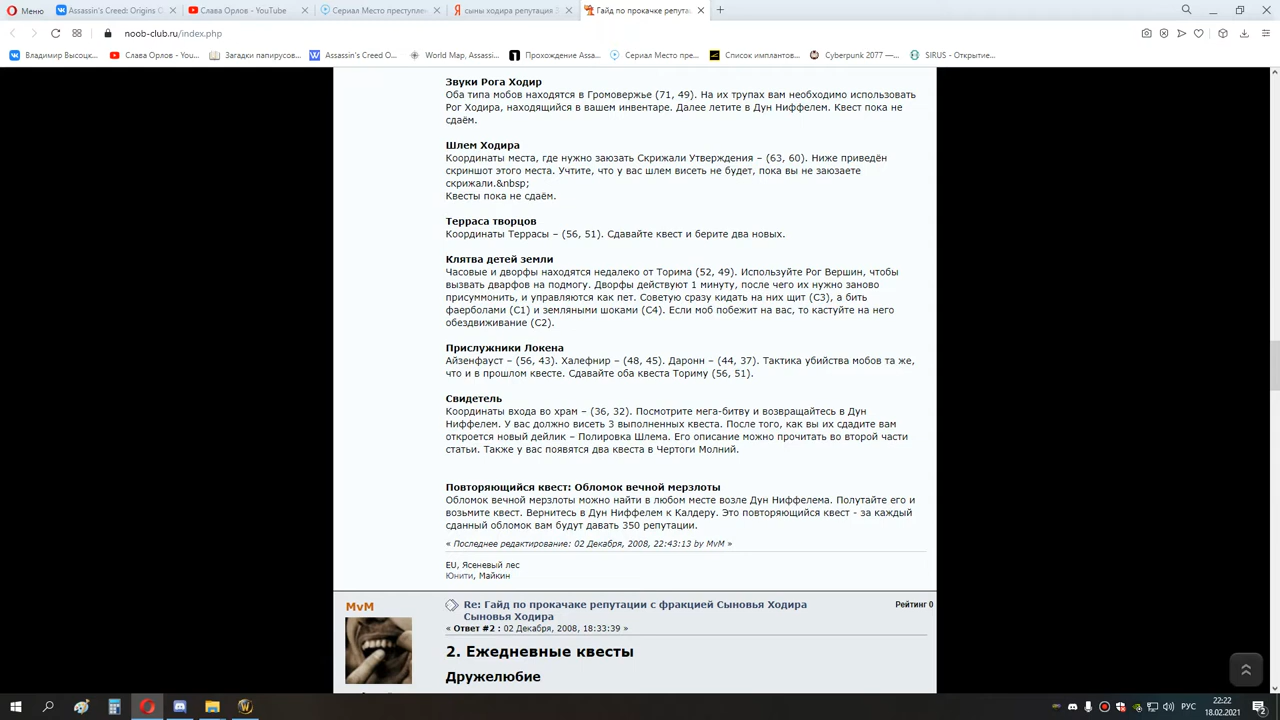 Меню
Assassin's Creed: Origins О
Слава Орлов - YouTube
Сериал Место преступлен
сыны ходира репутация
Гайд по прокачке репута
noob-club.ru/index.php
Владимир Высоцк...
Слава Орлов - You...
Загадки папирусов...
Assassin's Creed O...
World Map, Assassi...
Прохождение Assa...
Сериал Место пре...
Список имплантов...
Cyberpunk 2077 —...
SIRUS - Открытие...
Звуки Рога Ходир
Оба типа мобов находятся в Громовержье (71, 49). На их трупах вам необходимо использовать
Рог Ходира, находящийся в вашем инвентаре. Далее летите в Дун Ниффелем. Квест пока не
сдаём.
Шлем Ходира
Координаты места, где нужно заюзать Скрижали Утверждения – (63, 60). Ниже приведён
скриншот этого места. Учтите, что у вас шлем висеть не будет, пока вы не заюзаете
скрижали.&nbsp;
Квесты пока не сдаём.
Терраса творцов
Координаты Террасы – (56, 51). Сдавайте квест и берите два новых.
Клятва детей земли
Часовые и дворфы находятся недалеко от Торима (52, 49). Используйте Рог Вершин, чтобы
вызвать дварфов на подмогу. Дворфы действуют 1 минуту, после чего их нужно заново
присуммонить, и управляются как пет. Советую сразу кидать на них щит (С3), а бить
фаерболами (С1) и земляными шоками (С4). Если моб побежит на вас, то кастуйте на него
обездвиживание (С2).
Прислужники Локена
Айзенфауст – (56, 43). Халефнир – (48, 45). Даронн – (44, 37). Тактика убийства мобов та же,
что и в прошлом квесте. Сдавайте оба квеста Ториму (56, 51).
Свидетель
Координаты входа во храм – (36, 32). Посмотрите мега-битву и возвращайтесь в Дун
Ниффелем. У вас должно висеть 3 выполненных квеста. После того, как вы их сдадите вам
откроется новый дейлик – Полировка Шлема. Его описание можно прочитать во второй части
статьи. Также у вас появятся два квеста в Чертоги Молний.
Повторяющийся квест: Обломок вечной мерзлоты
Обломок вечной мерзлоты можно найти в любом месте возле Дун Ниффелема. Полутайте его и
возьмите квест. Вернитесь в Дун Ниффелем к Калдеру. Это повторяющийся квест - за каждый
сданный обломок вам будут давать 350 репутации.
« Последнее редактирование: 02 Декабря, 2008, 22:43:13 by MvM »
EU, Ясеневый лес
Юнити, Майкин
MvM
Re: Гайд по прокачаке репутации с фракцией Сыновья Ходира
Рейтинг 0
Сыновья Ходира
« Ответ #2 : 02 Декабря, 2008, 18:33:39 »
2. Ежедневные квесты
Дружелюбие
РУС
22:22
18.02.2021
2